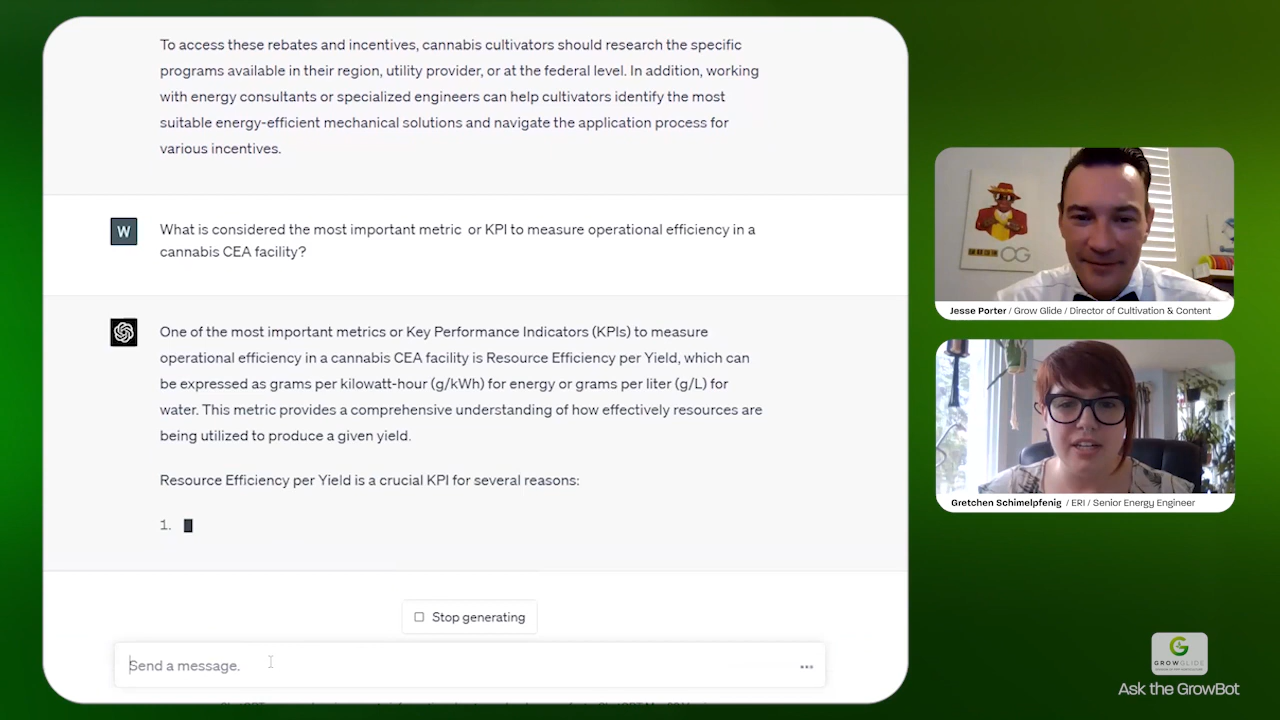 To access these rebates and incentives, cannabis cultivators should research the specific
programs available in their region, utility provider, or at the federal level. In addition, working
with energy consultants or specialized engineers can help cultivators identify the most
suitable energy-efficient mechanical solutions and navigate the application process for
various incentives.
W
What is considered the most important metric or KPI to measure operational efficiency in a
cannabis CEA facility?
One of the most important metrics or Key Performance Indicators (KPIs) to measure
operational efficiency in a cannabis CEA facility is Resource Efficiency per Yield, which can
be expressed as grams per kilowatt-hour (g/kWh) for energy or grams per liter (g/L) for
water. This metric provides a comprehensive understanding of how effectively resources are
being utilized to produce a given yield.
Resource Efficiency per Yield is a crucial KPI for several reasons:
1.
Stop generating
Send a message.
OG
Jesse Porter / Grow Glide / Director of Cultivation & Content
Gretchen Schimelpfenig / ERI / Senior Energy Engineer
G
GROWGLIDE
Ask the GrowBot